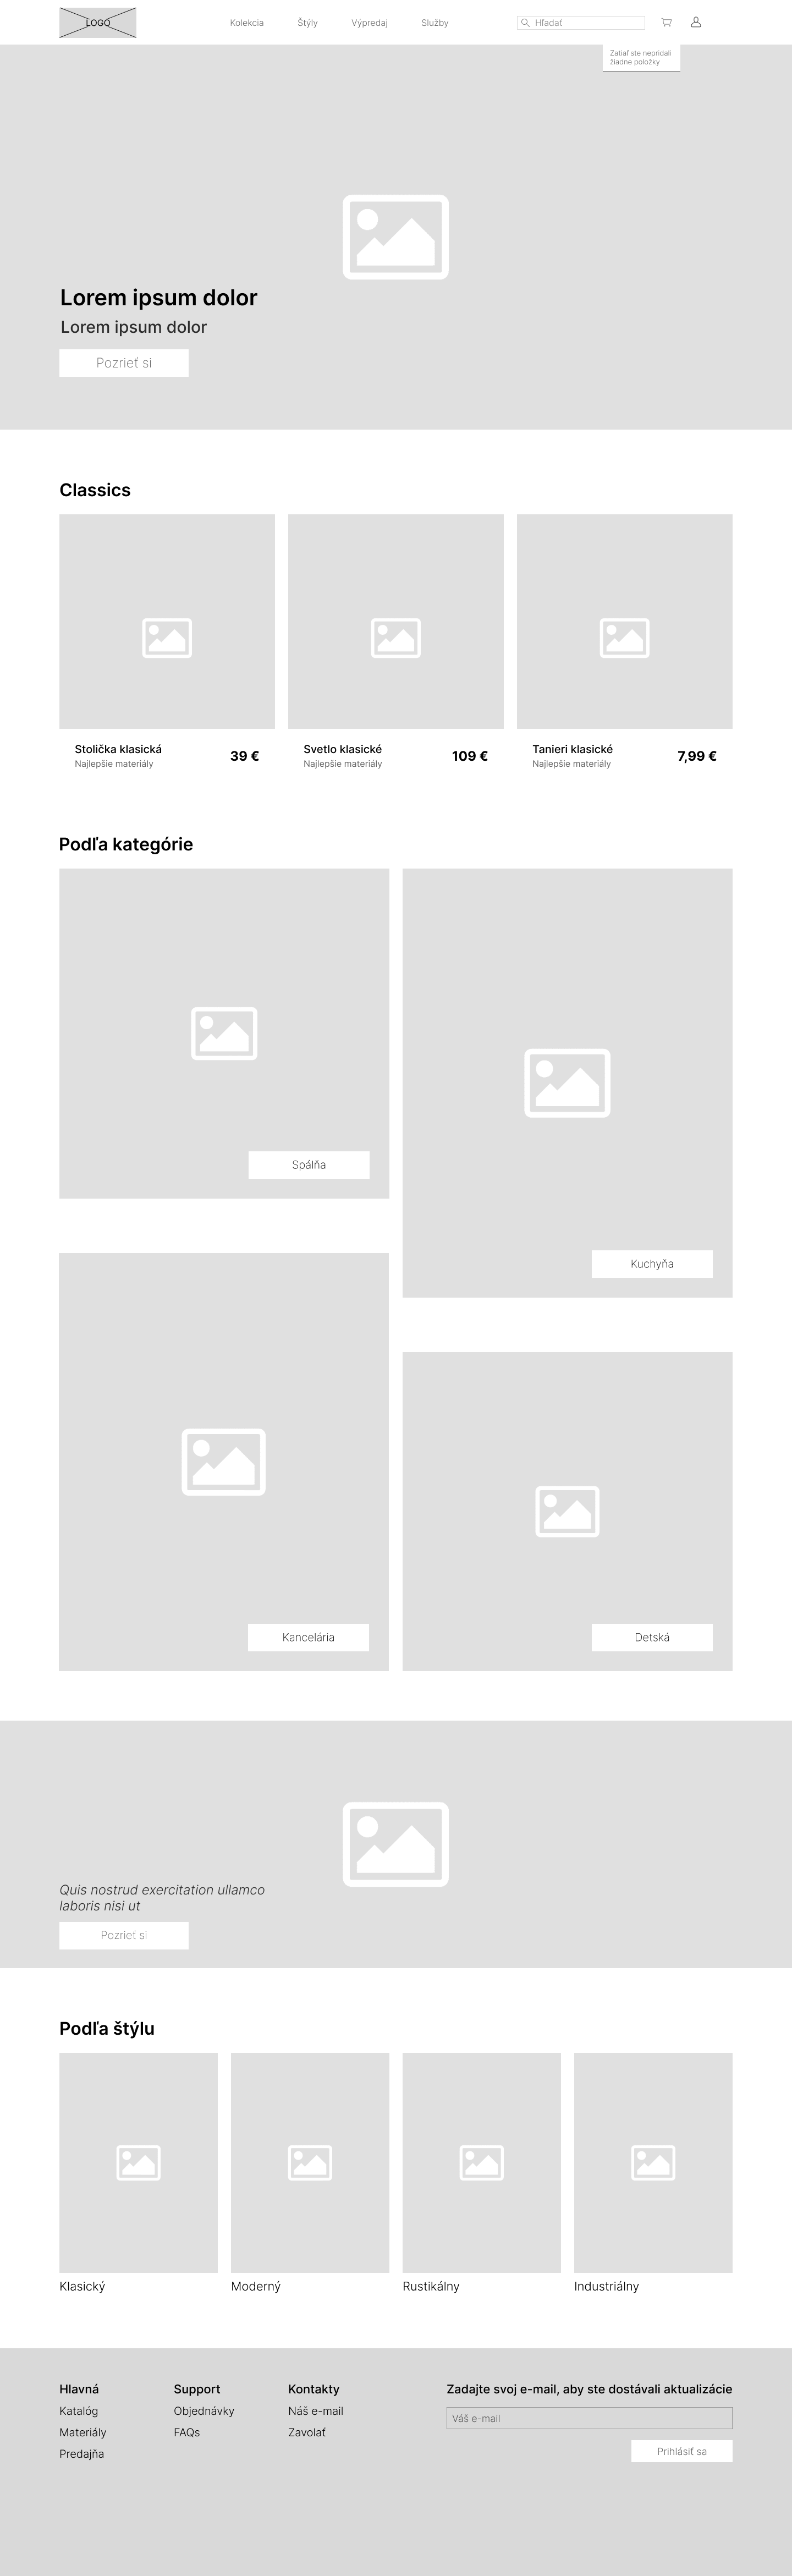 LOGO
Kolekcia
Štýly
Výpredaj
Služby
Hľadať
Zatiaľ ste nepridali
žiadne položky
Lorem ipsum dolor
Lorem ipsum dolor
Pozrieť si
Classics
Stolička klasická
Najlepšie materiály
39 €
Svetlo klasické
Najlepšie materiály
109 €
Tanieri klasické
Najlepšie materiály
7,99 €
Podľa kategórie
Spálňa
Kuchyňa
Kancelária
Detská
Quis nostrud exercitation ullamco
laboris nisi ut
Pozrieť si
Podľa štýlu
Klasický
Moderný
Rustikálny
Industriálny
Hlavná
Katalóg
Materiály
Predajňa
Support
Objednávky
FAQs
Kontakty
Náš e-mail
Zavolať
Zadajte svoj e-mail, aby ste dostávali aktualizácie
Váš e-mail
Prihlásiť sa